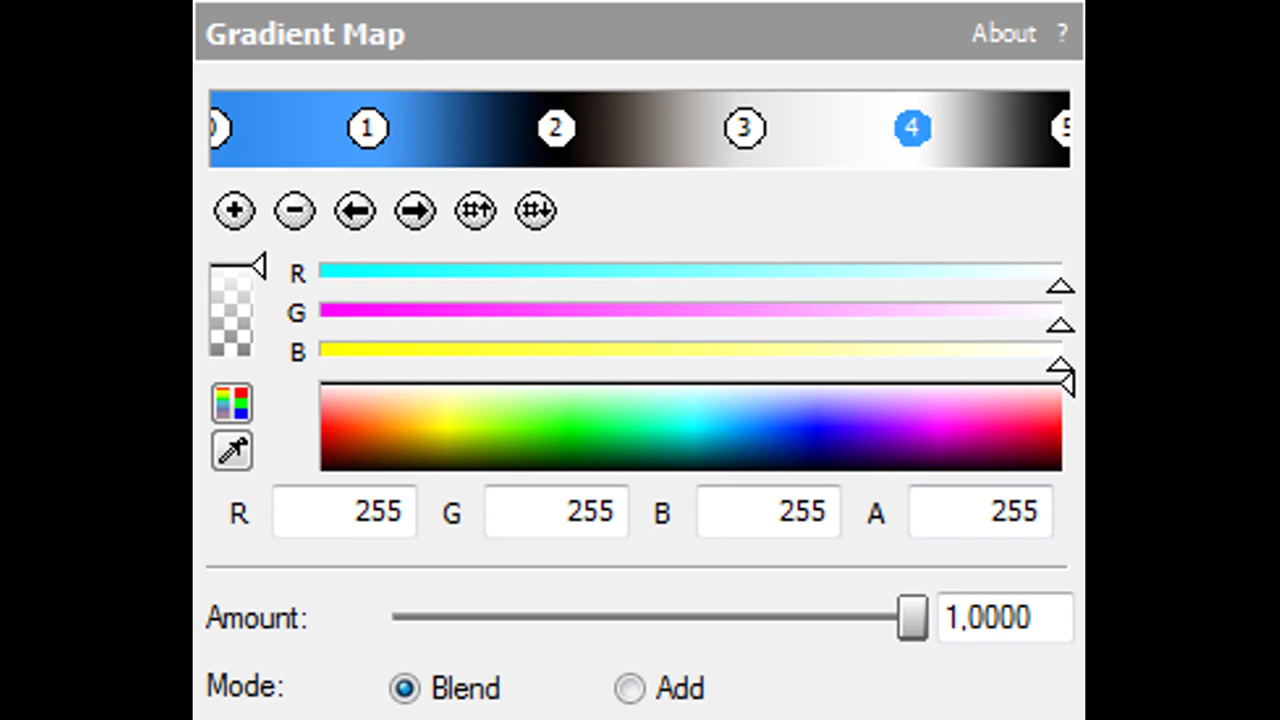 Gradient Map About ?
1 2 3 4
R
G
B
R 255 G 255 B 255 A 255
Amount: 1,0000
Mode: Blend Add